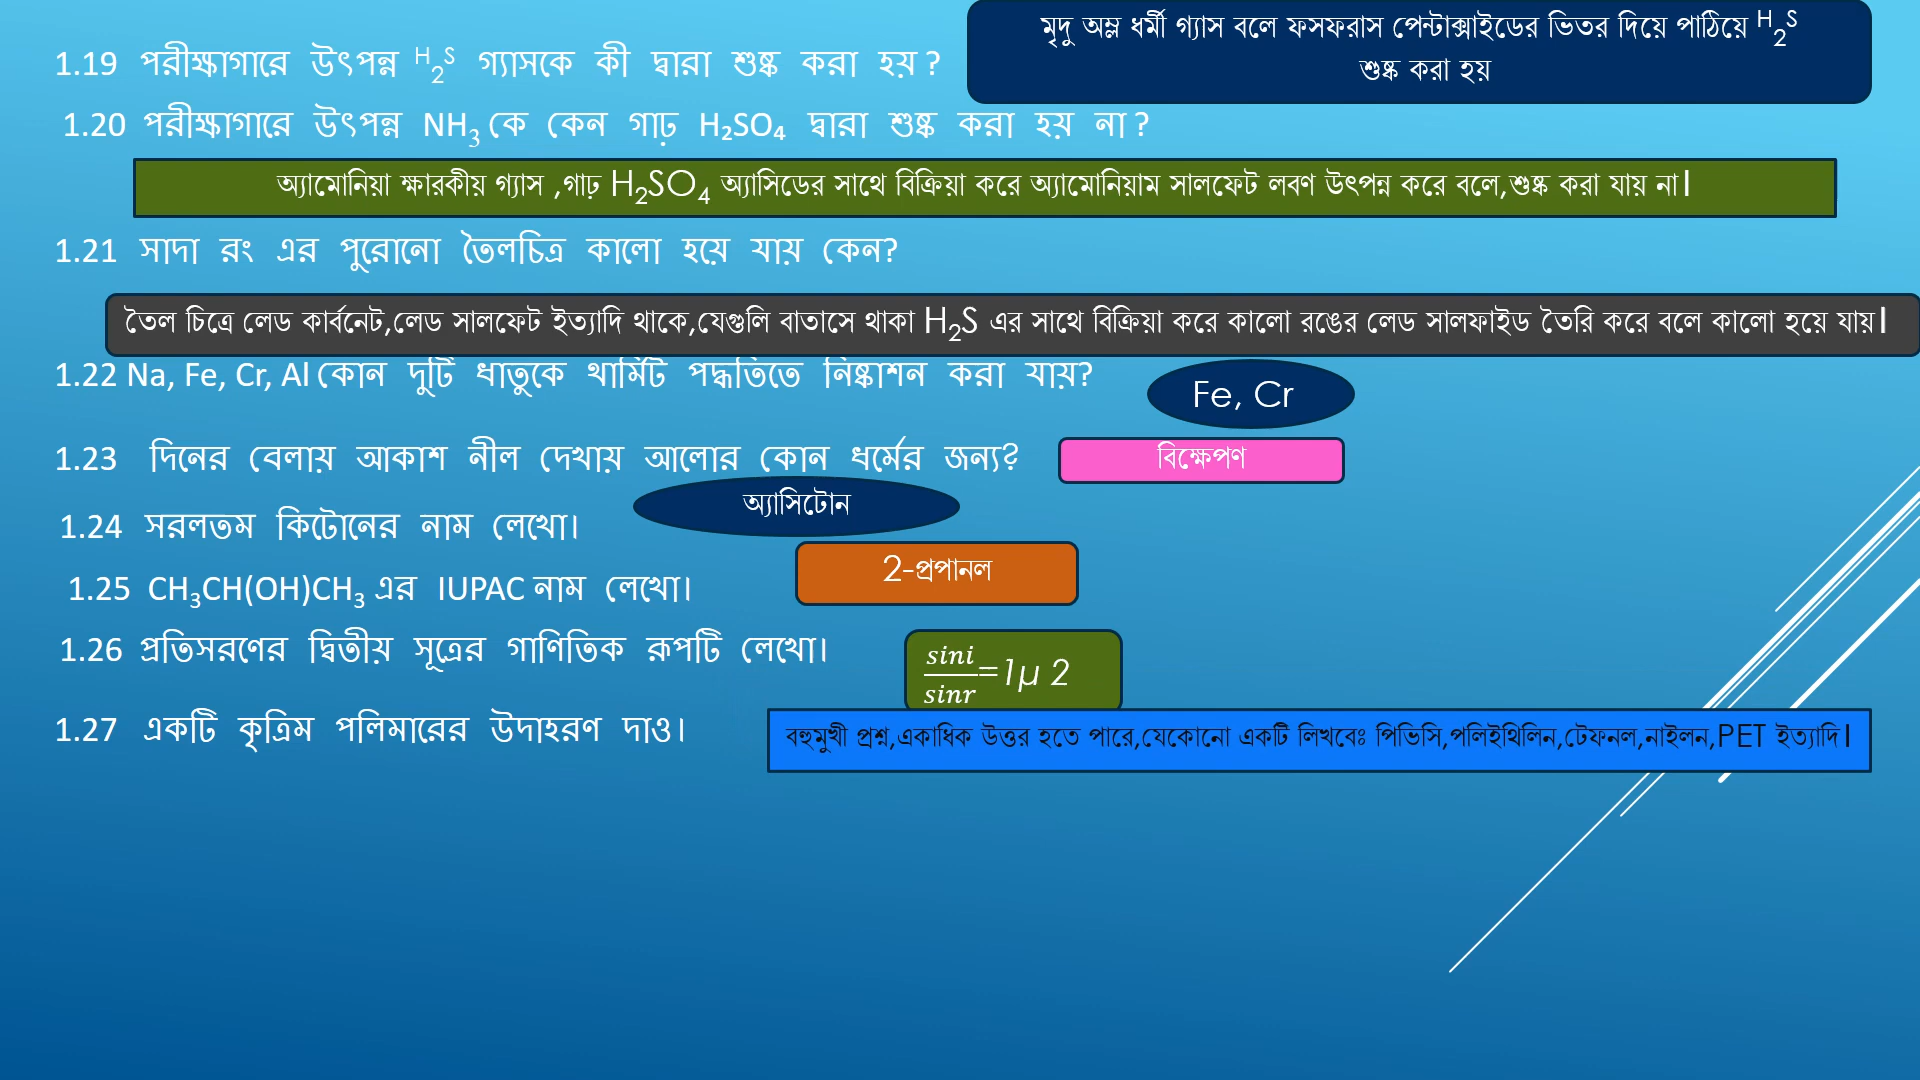 মৃদু অম্ল ধর্মী গ্যাস বলে ফসফরাস পেন্টাক্সাইডের ভিতর দিয়ে পাঠিয়ে H₂S
শুষ্ক করা হয়
1.19 পরীক্ষাগারে উৎপন্ন H₂S গ্যাসকে কী দ্বারা শুষ্ক করা হয়?
1.20 পরীক্ষাগারে উৎপন্ন NH₃ কে কেন গাঢ় H₂SO₄ দ্বারা শুষ্ক করা হয় না?
অ্যামোনিয়া ক্ষারকীয় গ্যাস ,গাঢ় H₂SO₄ অ্যাসিডের সাথে বিক্রিয়া করে অ্যামোনিয়াম সালফেট লবণ উৎপন্ন করে বলে,শুষ্ক করা যায় না।
1.21 সাদা রং এর পুরোনো তৈলচিত্র কালো হয়ে যায় কেন?
তৈল চিত্রে লেড কার্বনেট,লেড সালফেট ইত্যাদি থাকে,যেগুলি বাতাসে থাকা H₂S এর সাথে বিক্রিয়া করে কালো রঙের লেড সালফাইড তৈরি করে বলে কালো হয়ে যায়।
1.22 Na, Fe, Cr, Al কোন দুটি ধাতুকে থার্মিট পদ্ধতিতে নিষ্কাশন করা যায়?
Fe, Cr
1.23 দিনের বেলায় আকাশ নীল দেখায় আলোর কোন ধর্মের জন্য?
বিক্ষেপণ
1.24 সরলতম কিটোনের নাম লেখো।
অ্যাসিটোন
1.25 CH₃CH(OH)CH₃ এর IUPAC নাম লেখো।
2-প্রপানল
1.26 প্রতিসরণের দ্বিতীয় সূত্রের গাণিতিক রূপটি লেখো।
sini/sinr=1μ 2
1.27 একটি কৃত্রিম পলিমারের উদাহরণ দাও।
বহুমুখী প্রশ্ন,একাধিক উত্তর হতে পারে,যেকোনো একটি লিখবেঃ পিভিসি,পলিইথিলিন,টেফনল,নাইলন,PET ইত্যাদি।